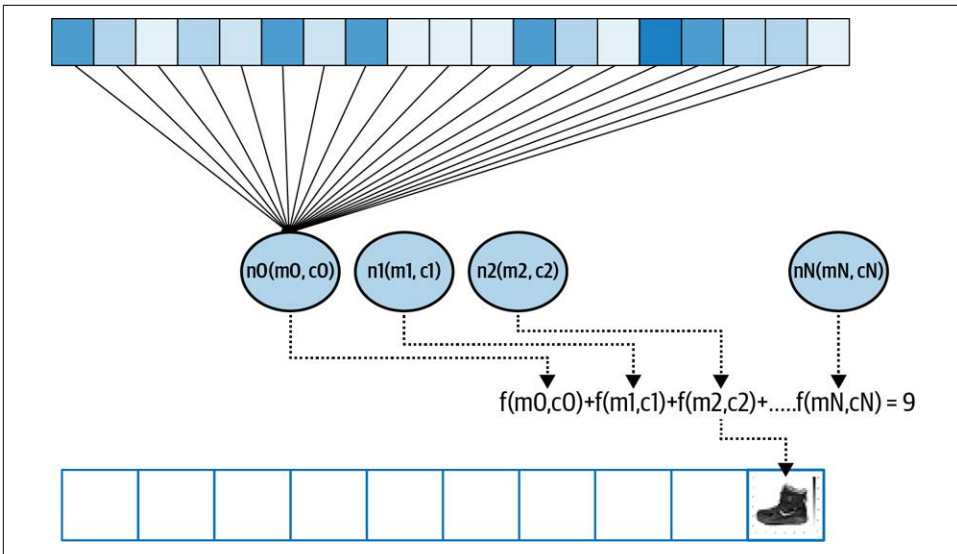 n0(m0, c0) n1(m1, c1) n2(m2, c2) nN(mN, cN)
f(m0,c0)+f(m1,c1)+f(m2,c2)+.....f(mN,cN) = 9